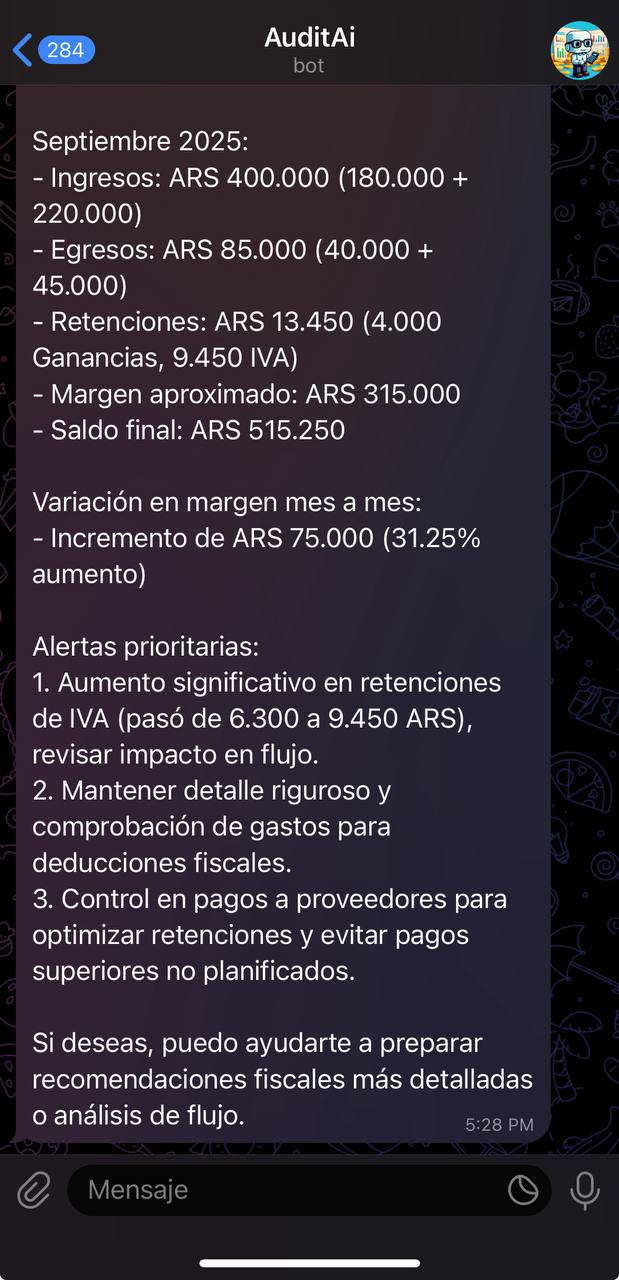 284
AuditAi
bot
Septiembre 2025:
- Ingresos: ARS 400.000 (180.000 +
220.000)
- Egresos: ARS 85.000 (40.000 +
45.000)
- Retenciones: ARS 13.450 (4.000
Ganancias, 9.450 IVA)
- Margen aproximado: ARS 315.000
- Saldo final: ARS 515.250
Variación en margen mes a mes:
- Incremento de ARS 75.000 (31.25%
aumento)
Alertas prioritarias:
1. Aumento significativo en retenciones
de IVA (pasó de 6.300 a 9.450 ARS),
revisar impacto en flujo.
2. Mantener detalle riguroso y
comprobación de gastos para
deducciones fiscales.
3. Control en pagos a proveedores para
optimizar retenciones y evitar pagos
superiores no planificados.
Si deseas, puedo ayudarte a preparar
recomendaciones fiscales más detalladas
o análisis de flujo.
5:28 PM
Mensaje